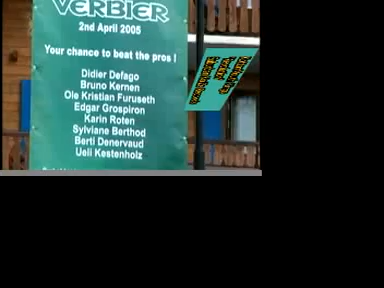 VERBIER
2nd April 2005
Your chance to beat the pros !
Didier Defago
Bruno Kernen
Ole Kristian Furuseth
Edgar Grospiron
Karin Roten
Sylviane Berthod
Berti Denervaud
Ueli Kestenholz